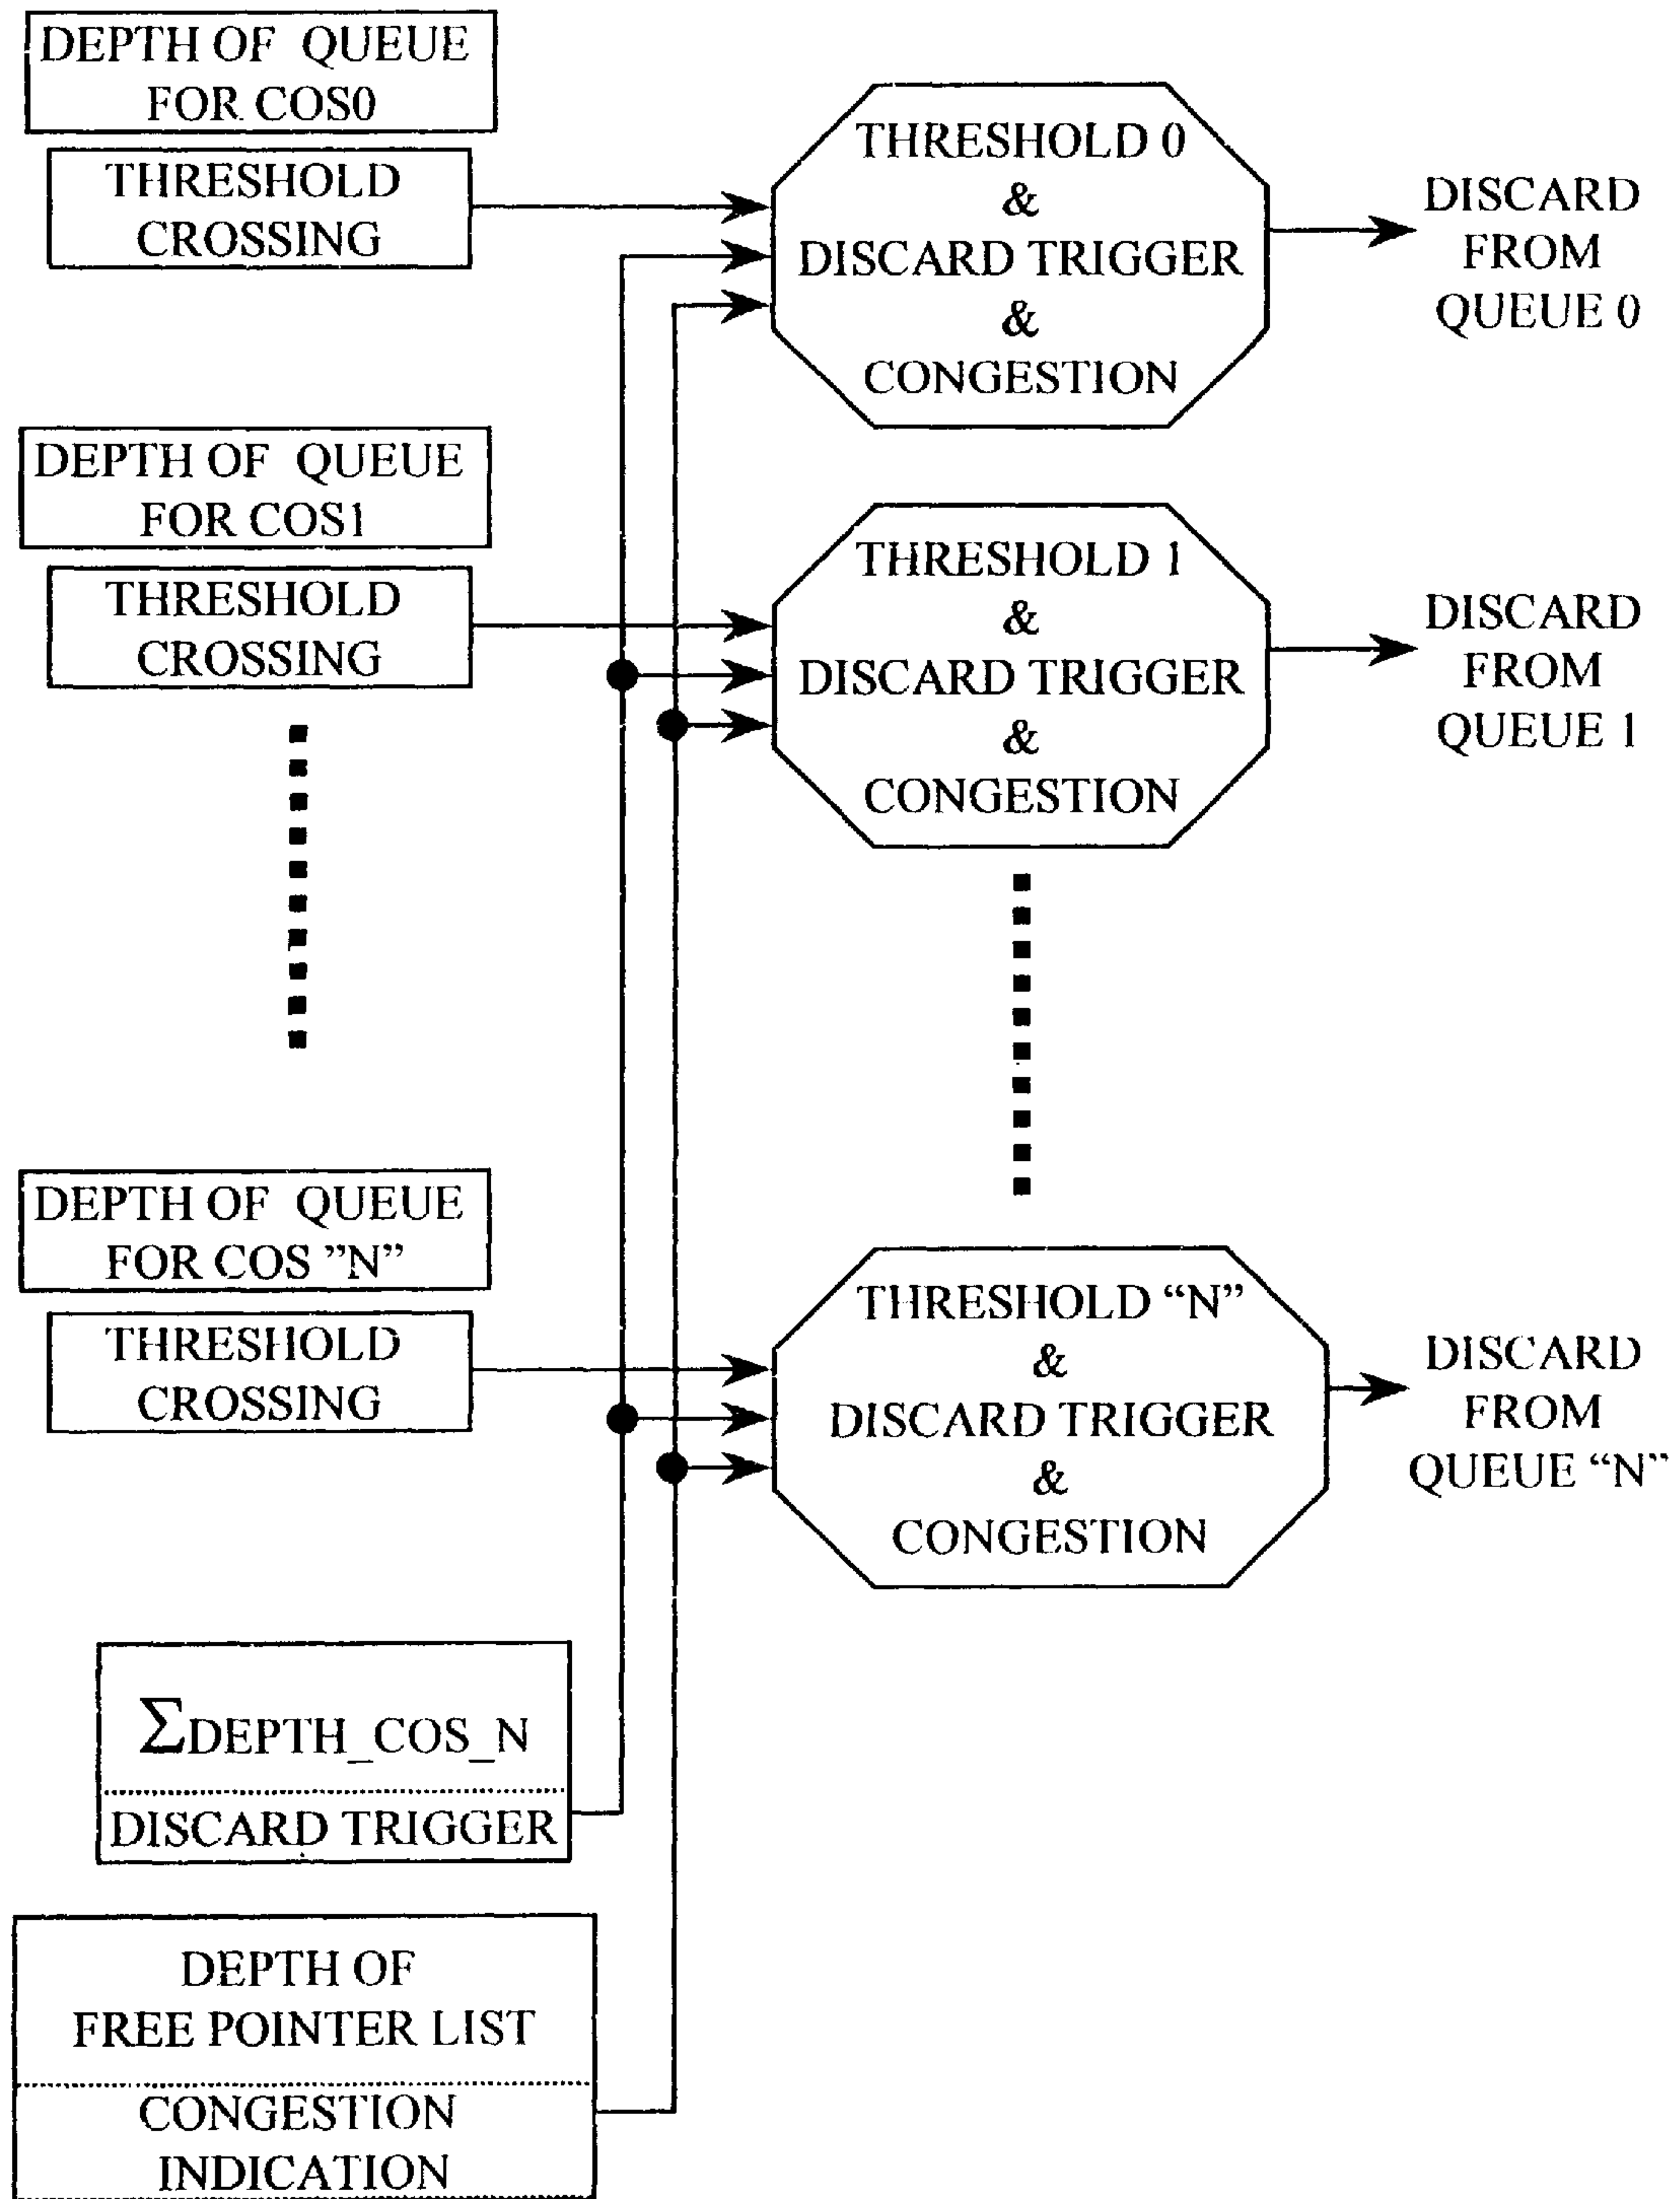 DEPTH OF QUEUE
FOR COS0
THRESHOLD
CROSSING
THRESHOLD 0
&
DISCARD TRIGGER
&
CONGESTION
DISCARD
FROM
QUEUE 0
DEPTH OF QUEUE
FOR COS1
THRESHOLD
CROSSING
THRESHOLD 1
&
DISCARD TRIGGER
&
CONGESTION
DISCARD
FROM
QUEUE 1
DEPTH OF QUEUE
FOR COS ”N”
THRESHOLD
CROSSING
THRESHOLD “N”
&
DISCARD TRIGGER
&
CONGESTION
DISCARD
FROM
QUEUE “N”
ΣDEPTH_COS_N
DISCARD TRIGGER
DEPTH OF
FREE POINTER LIST
CONGESTION
INDICATION